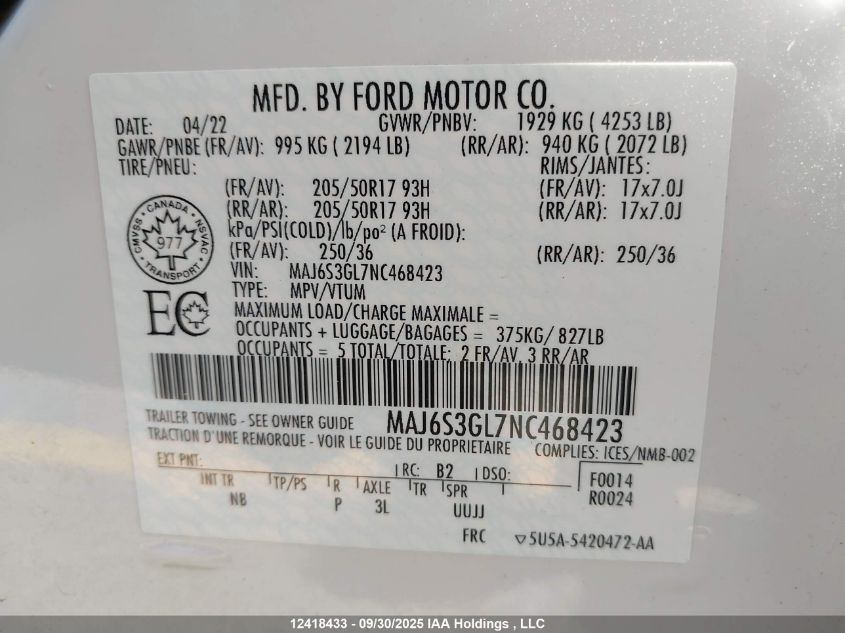 MFD. BY FORD MOTOR CO.
DATE: 04/22 GVWR/PNBV: 1929 KG ( 4253 LB)
GAWR/PNBE (FR/AV): 995 KG ( 2194 LB) (RR/AR): 940 KG ( 2072 LB)
TIRE/PNEU: RIMS/JANTES:
(FR/AV): 205/50R17 93H (FR/AV): 17x7.0J
(RR/AR): 205/50R17 93H (RR/AR): 17x7.0J
kPa/PSI(COLD)/lb/po² (A FROID):
(FR/AV): 250/36 (RR/AR): 250/36
VIN: MAJ6S3GL7NC468423
TYPE: MPV/VTUM
CMVSS • CANADA • NSVAC
977
TRANSPORT
EC
MAXIMUM LOAD/CHARGE MAXIMALE =
OCCUPANTS + LUGGAGE/BAGAGES = 375KG/ 827LB
OCCUPANTS = 5 TOTAL/TOTALE: 2 FR/AV, 3 RR/AR
TRAILER TOWING - SEE OWNER GUIDE MAJ6S3GL7NC468423
TRACTION D'UNE REMORQUE - VOIR LE GUIDE DU PROPRIETAIRE COMPLIES: ICES/NMB-002
EXT PNT: RC: B2 DSO: F0014
INT TR TP/PS R AXLE TR SPR R0024
NB P 3L UUJJ
FRC ▽5U5A-5420472-AA
12418433 - 09/30/2025 IAA Holdings , LLC